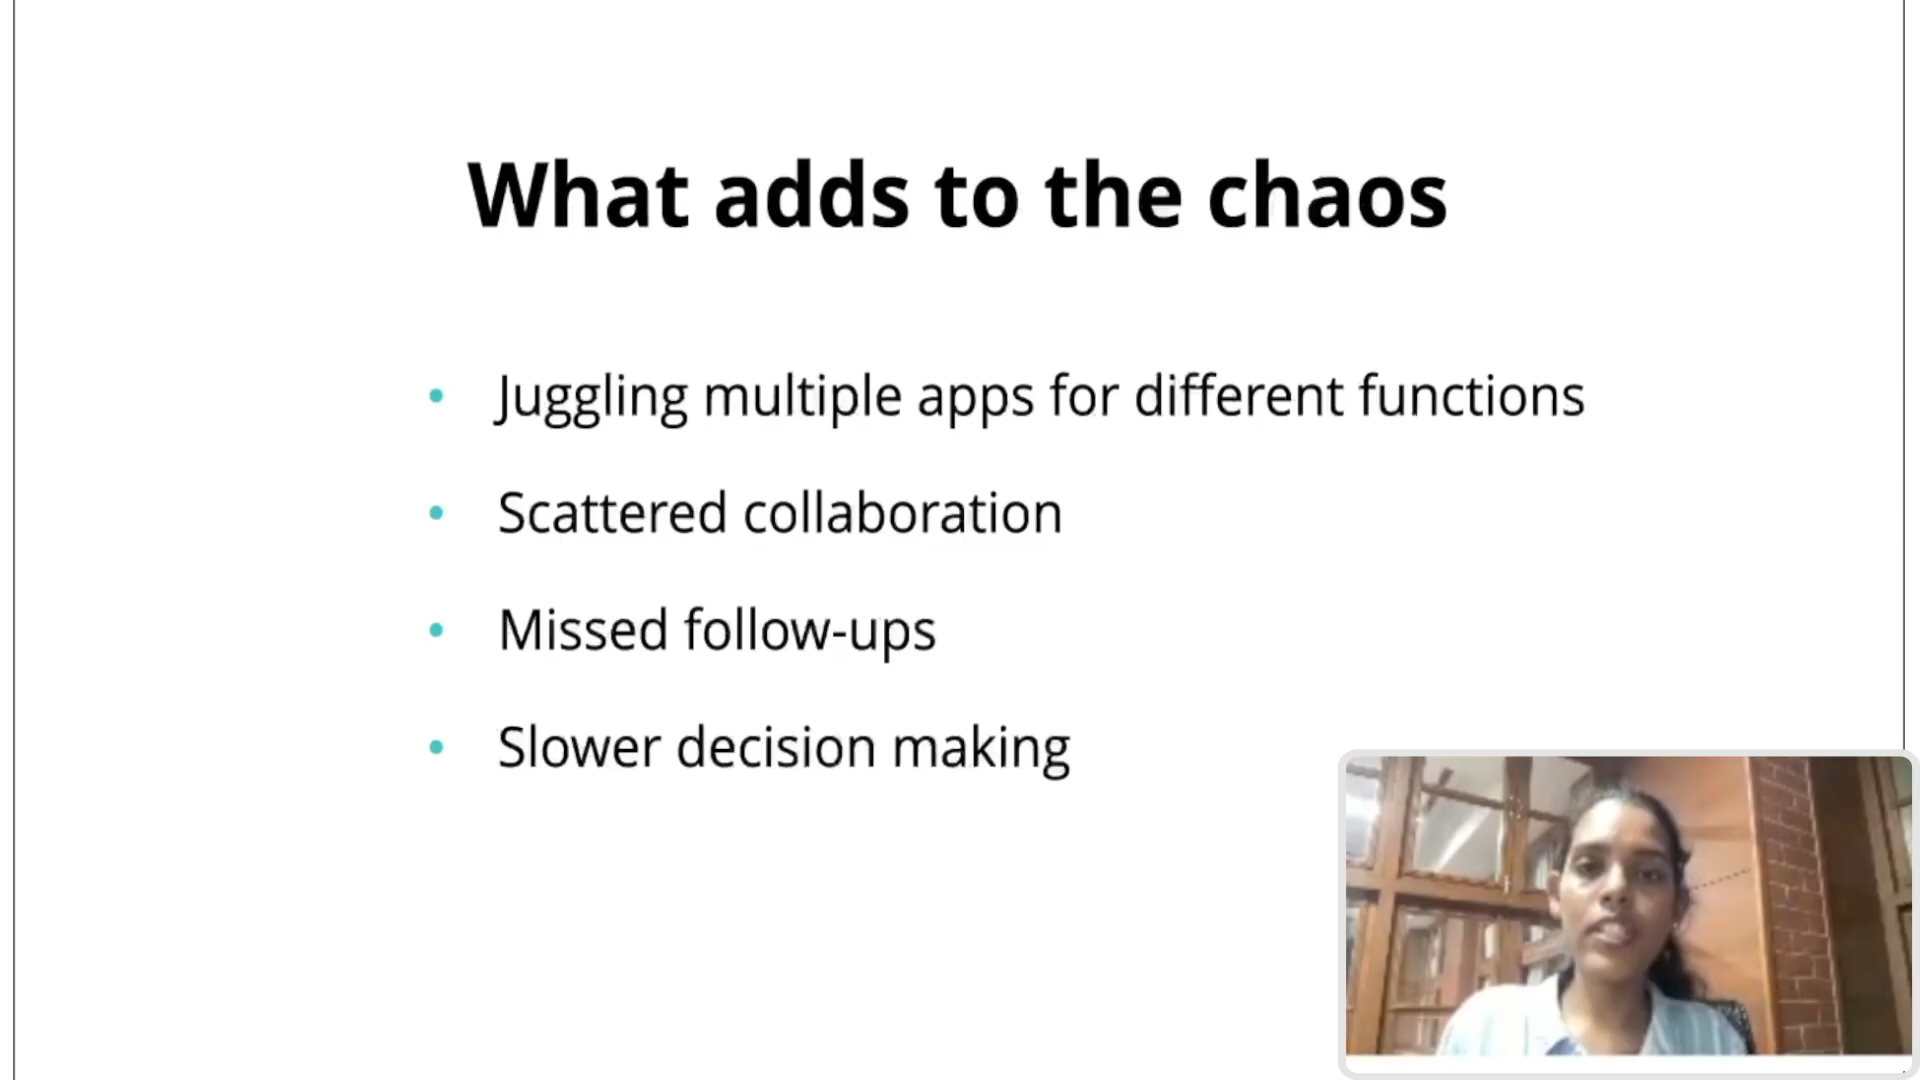 What adds to the chaos
• Juggling multiple apps for different functions
• Scattered collaboration
• Missed follow-ups
• Slower decision making